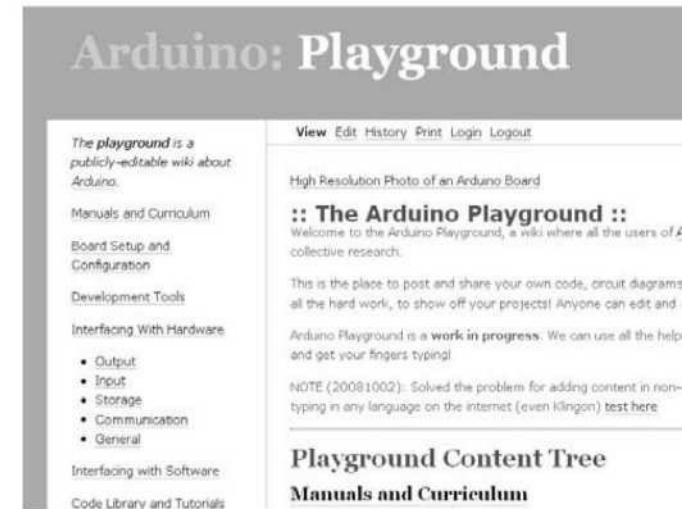 Arduino: Playground
The playground is a
publicly-editable wiki about
Arduino.
Manuals and Curriculum
Board Setup and
Configuration
Development Tools
Interfacing With Hardware
• Output
• Input
• Storage
• Communication
• General
Interfacing with Software
Code Library and Tutorials
View Edit History Print Login Logout
High Resolution Photo of an Arduino Board
:: The Arduino Playground ::
Welcome to the Arduino Playground, a wiki where all the users of
collective research.
This is the place to post and share your own code, circuit diagrams
all the hard work, to show off your projects! Anyone can edit and
Arduino Playground is a work in progress. We can use all the help
and get your fingers typing!
NOTE (20081002): Solved the problem for adding content in non-
typing in any language on the internet (even Klingon) test here
Playground Content Tree
Manuals and Curriculum